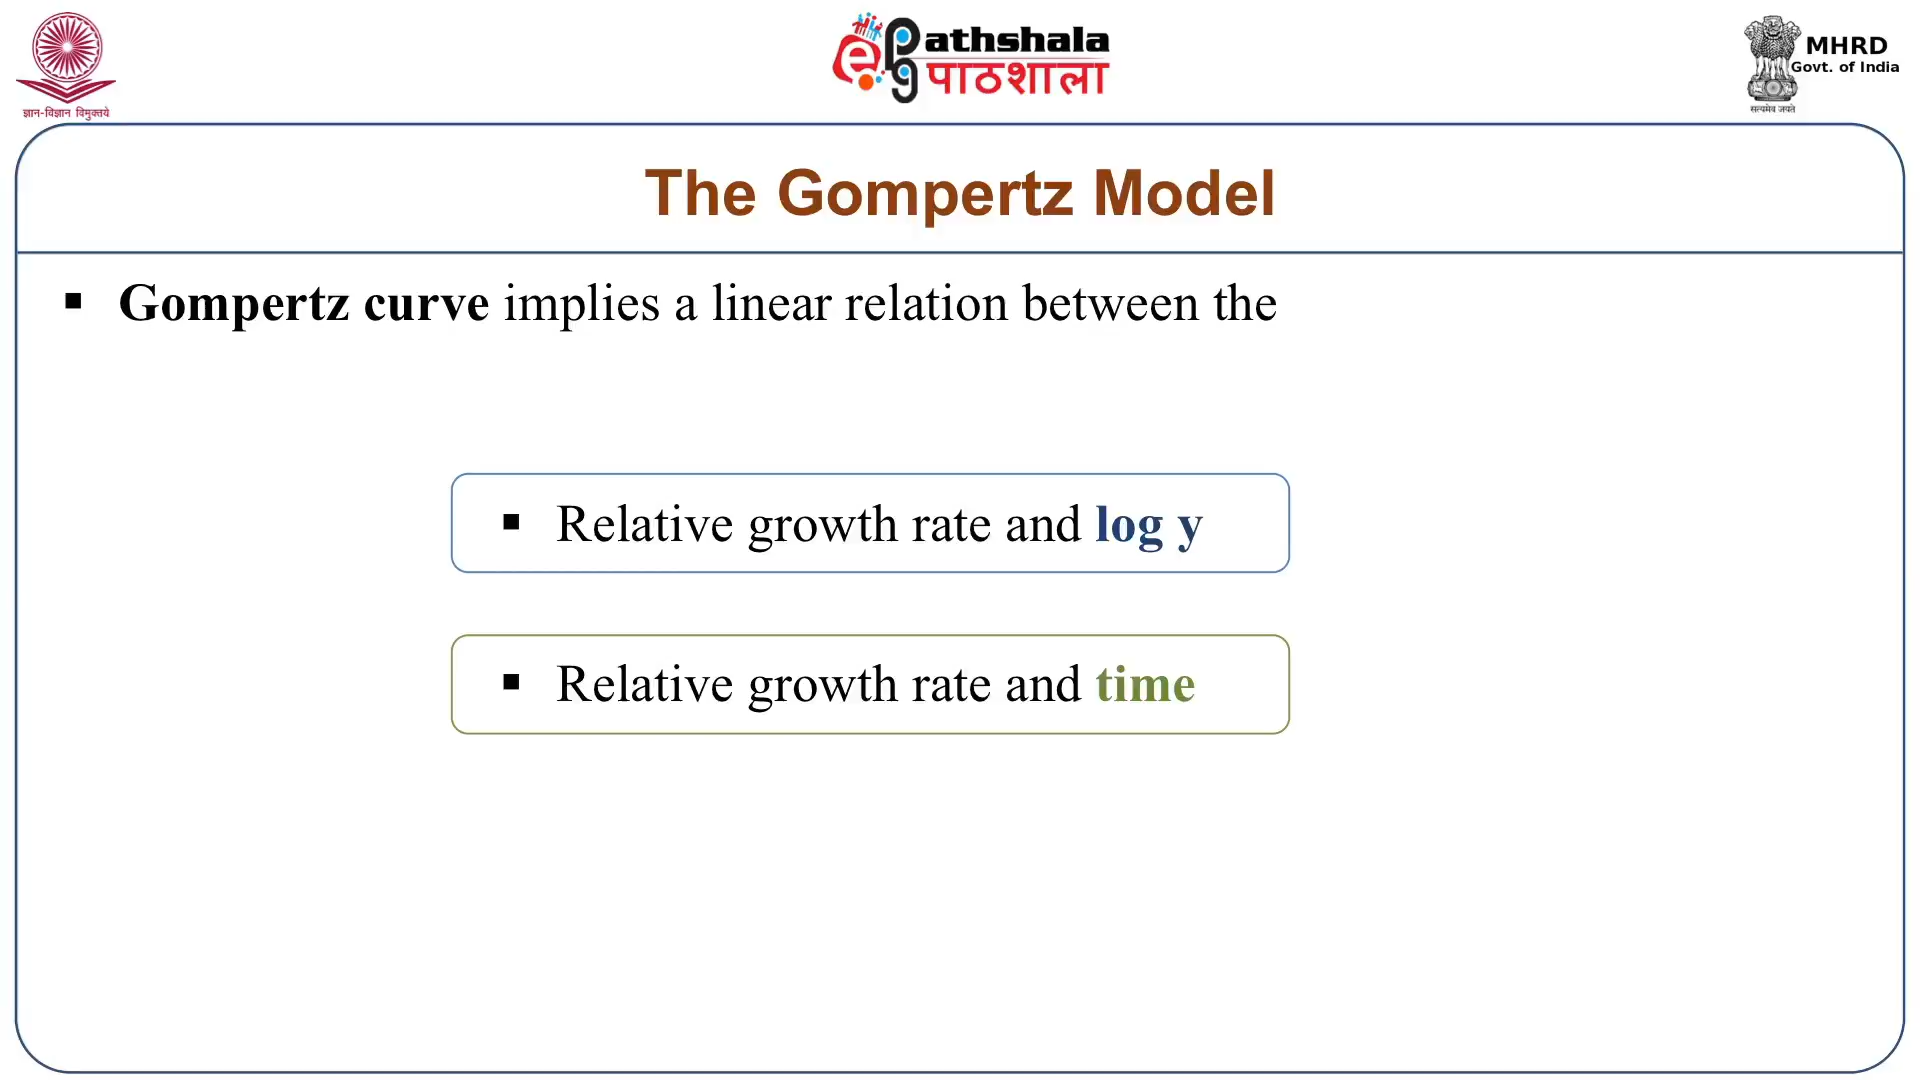 ज्ञान-विज्ञान विमुक्तये
ePathshala
पाठशाला
MHRD
Govt. of India
सत्यमेव जयते
The Gompertz Model
▪ Gompertz curve implies a linear relation between the
▪ Relative growth rate and log y
▪ Relative growth rate and time